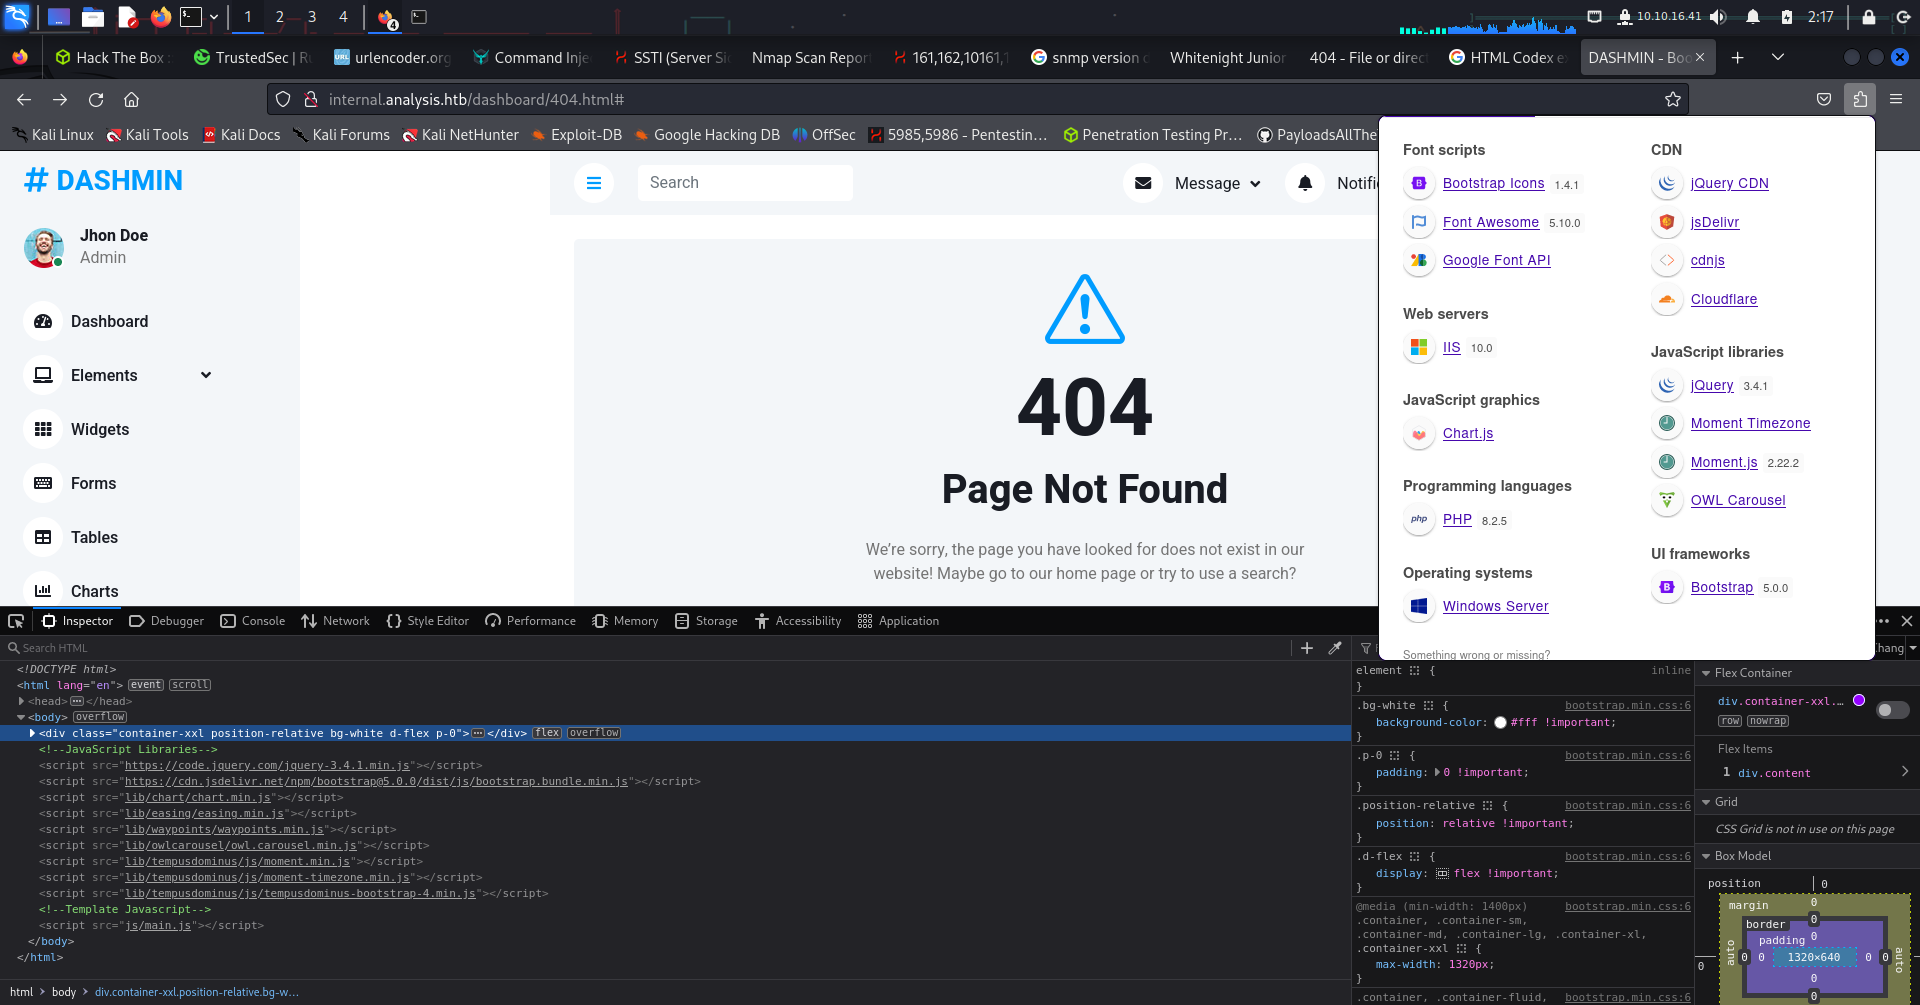 1 2 3 4
4
10.10.16.41
2:17
Hack The Box :
TrustedSec | R
urlencoder.org
Command Inje
SSTI (Server Si
Nmap Scan Report
161,162,10161,1
snmp version
Whitenight Junior
404 - File or direct
HTML Codex e
DASHMIN - Boo
internal.analysis.htb/dashboard/404.html#
Kali Linux
Kali Tools
Kali Docs
Kali Forums
Kali NetHunter
Exploit-DB
Google Hacking DB
OffSec
5985,5986 - Pentestin…
Penetration Testing Pr…
PayloadsAllThe
# DASHMIN
Jhon Doe
Admin
Dashboard
Elements
Widgets
Forms
Tables
Charts
Search
Message
Notifi
404
Page Not Found
We're sorry, the page you have looked for does not exist in our
website! Maybe go to our home page or try to use a search?
Font scripts
Bootstrap Icons 1.4.1
Font Awesome 5.10.0
Google Font API
Web servers
IIS 10.0
JavaScript graphics
Chart.js
Programming languages
php PHP 8.2.5
Operating systems
Windows Server
Something wrong or missing?
CDN
jQuery CDN
jsDelivr
cdnjs
Cloudflare
JavaScript libraries
jQuery 3.4.1
Moment Timezone
Moment.js 2.22.2
OWL Carousel
UI frameworks
Bootstrap 5.0.0
Inspector
Debugger
Console
Network
Style Editor
Performance
Memory
Storage
Accessibility
Application
Search HTML
<!DOCTYPE html>
<html lang="en"> event scroll
<head> ⋯ </head>
<body> overflow
<div class="container-xxl position-relative bg-white d-flex p-0"> ⋯ </div> flex overflow
<!--JavaScript Libraries-->
<script src="https://code.jquery.com/jquery-3.4.1.min.js"></script>
<script src="https://cdn.jsdelivr.net/npm/bootstrap@5.0.0/dist/js/bootstrap.bundle.min.js"></script>
<script src="lib/chart/chart.min.js"></script>
<script src="lib/easing/easing.min.js"></script>
<script src="lib/waypoints/waypoints.min.js"></script>
<script src="lib/owlcarousel/owl.carousel.min.js"></script>
<script src="lib/tempusdominus/js/moment.min.js"></script>
<script src="lib/tempusdominus/js/moment-timezone.min.js"></script>
<script src="lib/tempusdominus/js/tempusdominus-bootstrap-4.min.js"></script>
<!--Template Javascript-->
<script src="js/main.js"></script>
</body>
</html>
html > body > div.container-xxl.position-relative.bg-w…
element { inline
}
.bg-white { bootstrap.min.css:6
background-color: #fff !important;
}
.p-0 { bootstrap.min.css:6
padding: 0 !important;
}
.position-relative { bootstrap.min.css:6
position: relative !important;
}
.d-flex { bootstrap.min.css:6
display: flex !important;
}
@media (min-width: 1400px) bootstrap.min.css:6
.container, .container-sm,
.container-md, .container-lg, .container-xl,
.container-xxl {
max-width: 1320px;
}
.container, .container-fluid, bootstrap.min.css:6
hang
Flex Container
div.container-xxl.…
row nowrap
Flex Items
1 div.content
Grid
CSS Grid is not in use on this page
Box Model
position 0
margin 0
border 0
padding 0
0 auto 0 0 1320×640 0 0 auto
0
0